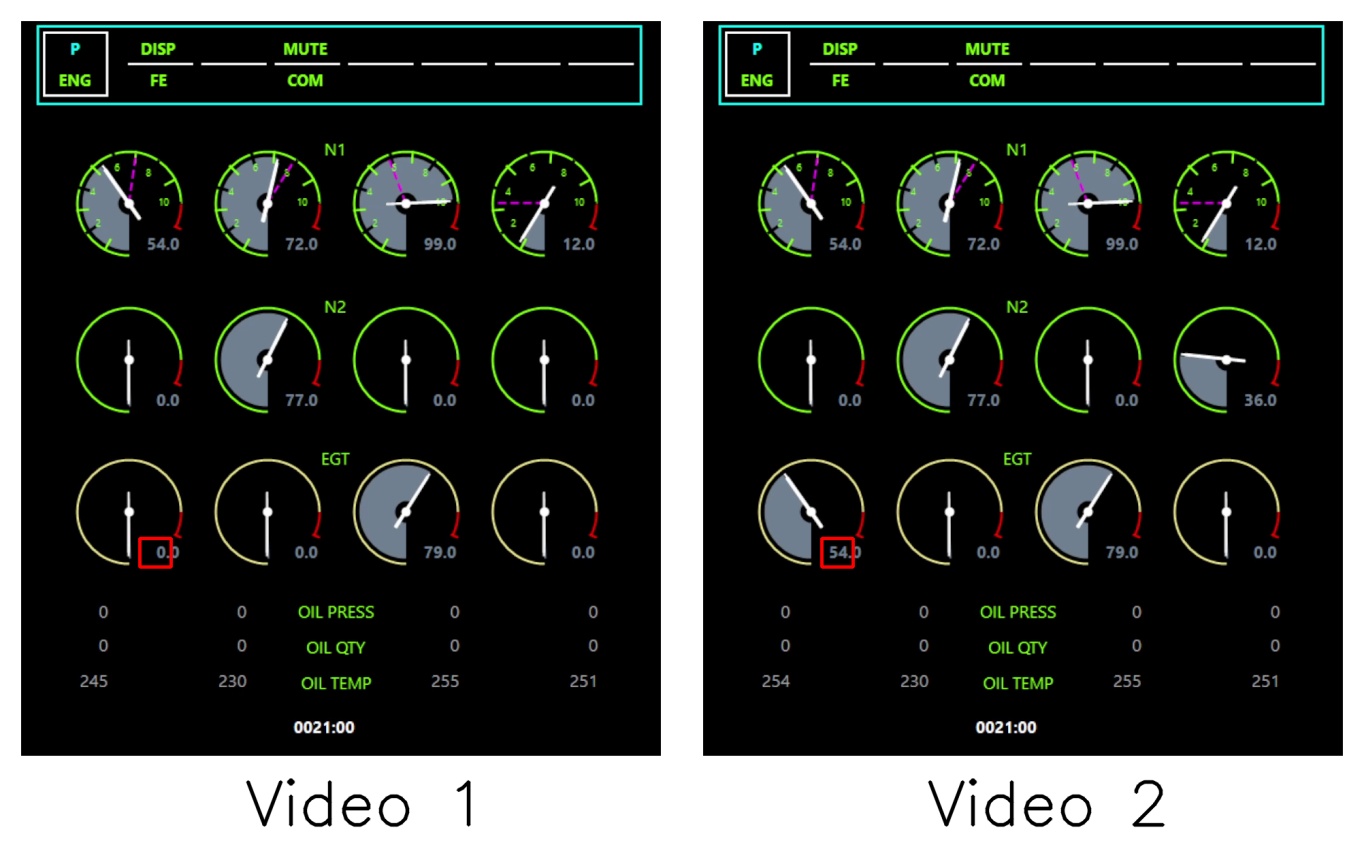 P DISP MUTE P DISP MUTE
ENG FE COM ENG FE COM
N1 N1
2 4 6 8 10 2 4 6 8 10 2 4 6 8 10 2 4 6 8 10 2 4 6 8 10 2 4 6 8 10 2 4 6 8 10 2 4 6 8 10
54.0 72.0 99.0 12.0 54.0 72.0 99.0 12.0
N2 N2
0.0 77.0 0.0 0.0 0.0 77.0 0.0 36.0
EGT EGT
0.0 0.0 79.0 0.0 54.0 0.0 79.0 0.0
0 0 OIL PRESS 0 0 0 0 OIL PRESS 0 0
0 0 OIL QTY 0 0 0 0 OIL QTY 0 0
245 230 OIL TEMP 255 251 254 230 OIL TEMP 255 251
0021:00 0021:00
Video 1 Video 2